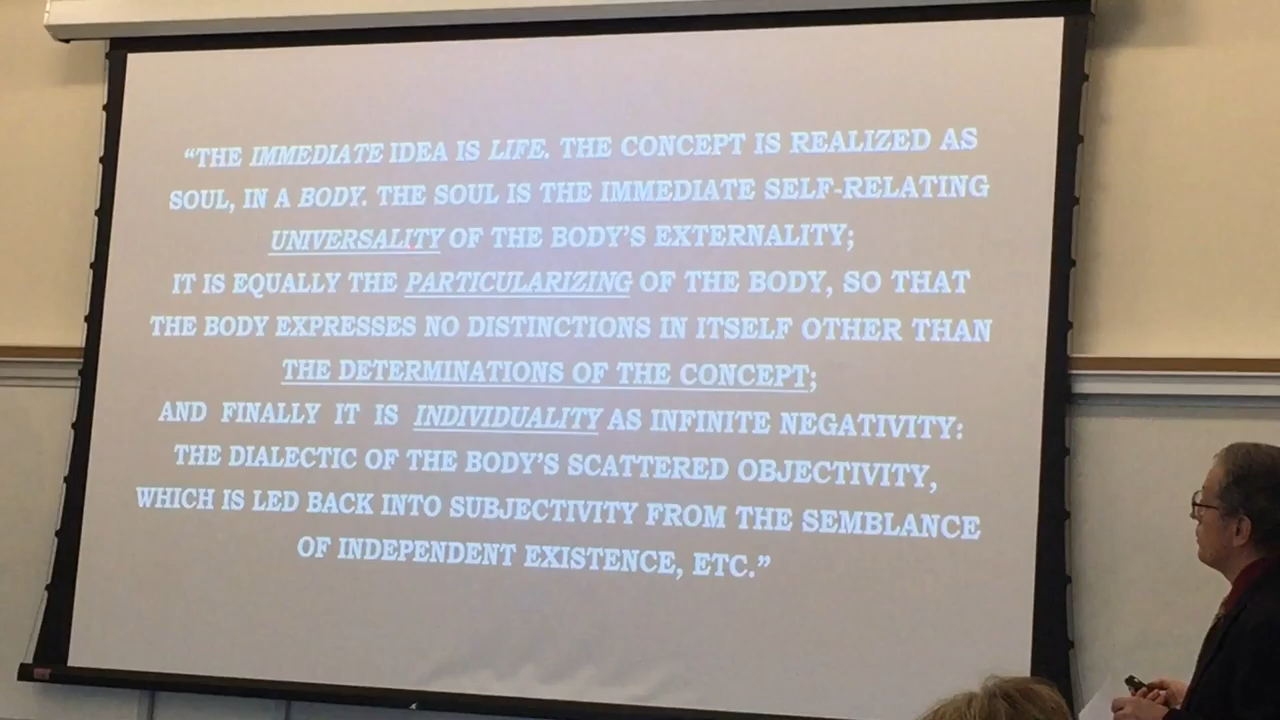 “THE IMMEDIATE IDEA IS LIFE. THE CONCEPT IS REALIZED AS
SOUL, IN A BODY. THE SOUL IS THE IMMEDIATE SELF-RELATING
UNIVERSALITY OF THE BODY’S EXTERNALITY;
IT IS EQUALLY THE PARTICULARIZING OF THE BODY, SO THAT
THE BODY EXPRESSES NO DISTINCTIONS IN ITSELF OTHER THAN
THE DETERMINATIONS OF THE CONCEPT;
AND FINALLY IT IS INDIVIDUALITY AS INFINITE NEGATIVITY:
THE DIALECTIC OF THE BODY’S SCATTERED OBJECTIVITY,
WHICH IS LED BACK INTO SUBJECTIVITY FROM THE SEMBLANCE
OF INDEPENDENT EXISTENCE, ETC.”